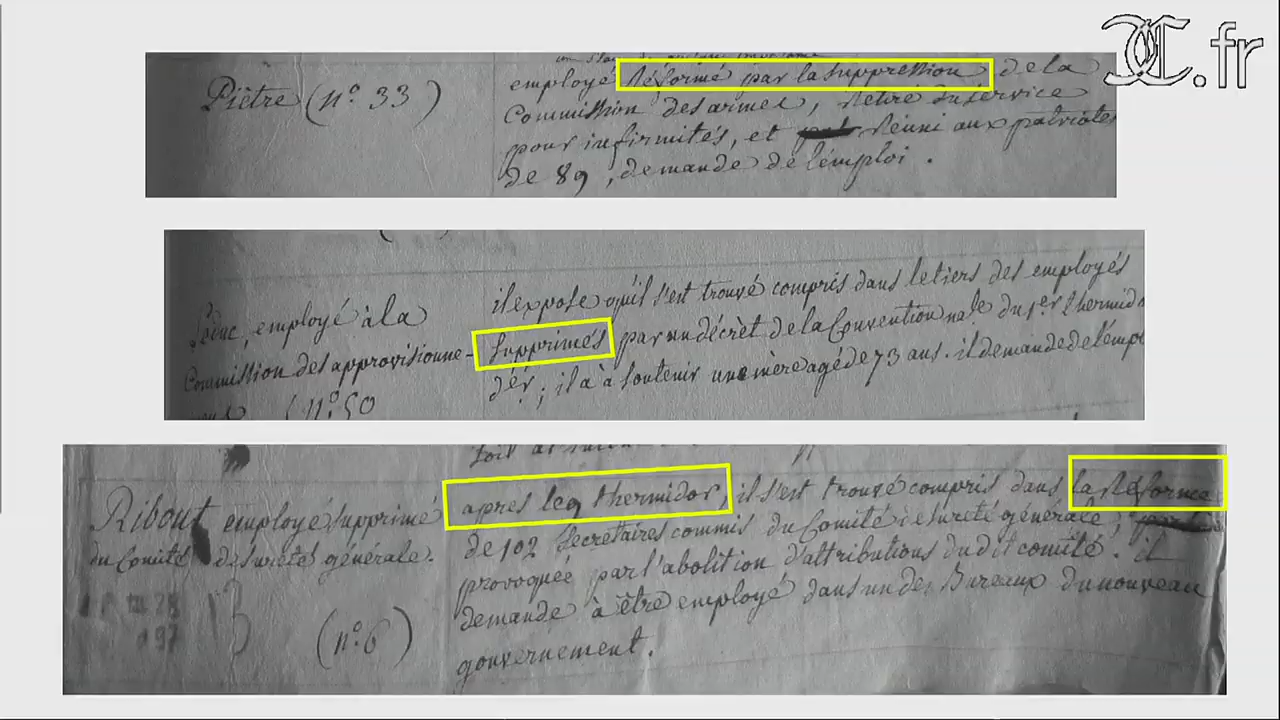 CC.fr
employé Réformé par la Suppression de la
Piètre (n.° 33)
Commission des armes, Retiré du service
pour infirmités, et Réuni aux patriotes
de 89, demande de l'emploi.
il expose qu'il s'est trouvé compris dans le tiers des employés
Leduc, employé à la
Supprimés par un décret de la Convention nale du 1er thermid
Commission des approvisionne-
der; il a à soutenir une mère agée de 73 ans. il demande de l'empl
(n.° 50
Ribout employé supprimé
apres le 9 thermidor, il s'est trouvé compris dans la Réforme
du Comité de sureté générale.
de 102 Secrétaires commis du Comité de sureté générale,
provoquée par l'abolition d'attributions du dit comité. il
demande à être employé dans un des Bureaux du nouveau
(n.° 6)
gouvernement.